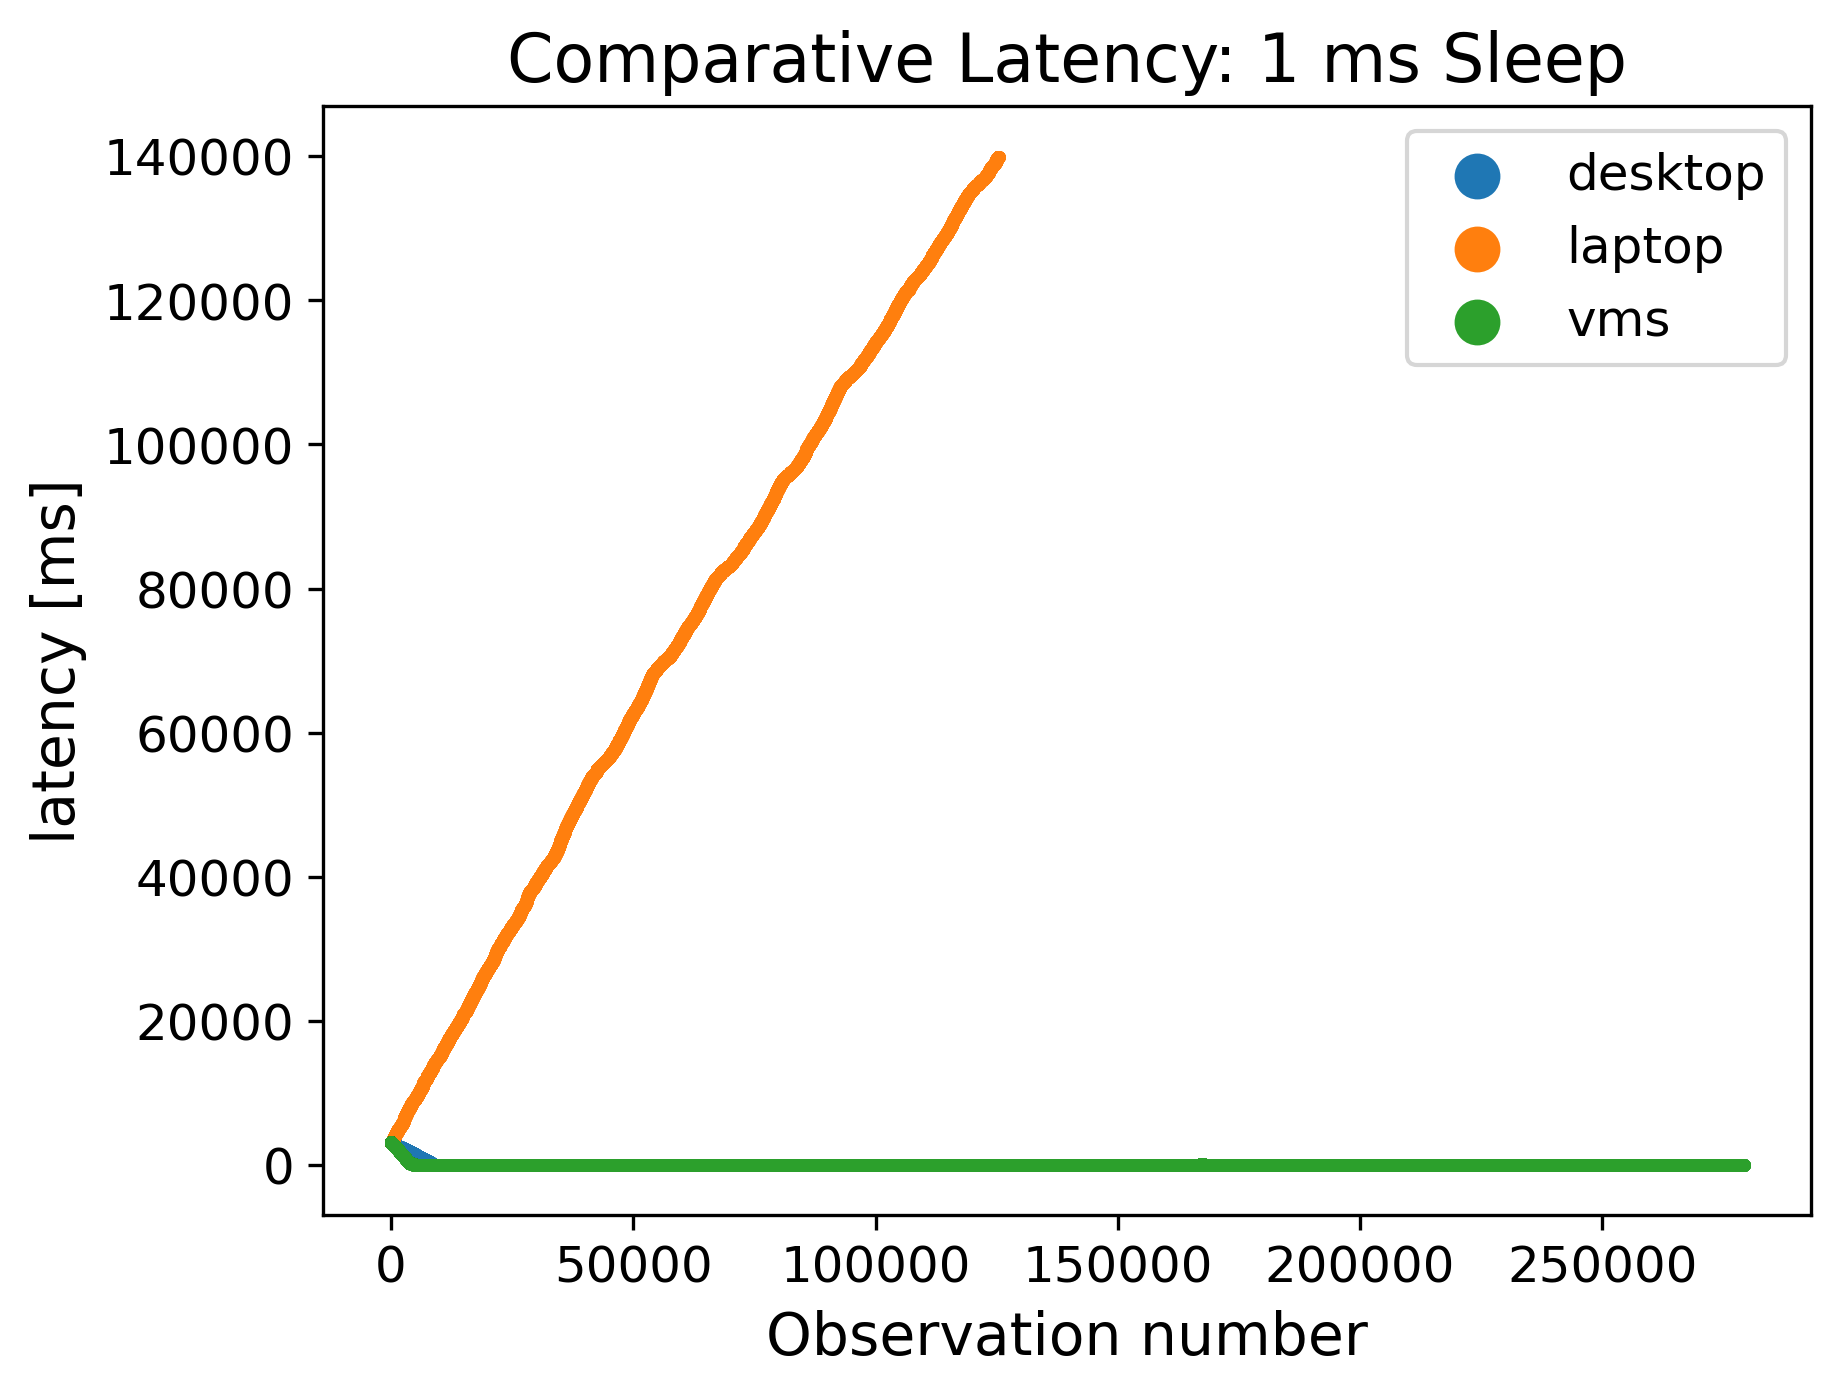 Comparative Latency: 1 ms Sleep
desktop
laptop
vms
latency [ms]
140000
120000
100000
80000
60000
40000
20000
0
0 50000 100000 150000 200000 250000
Observation number